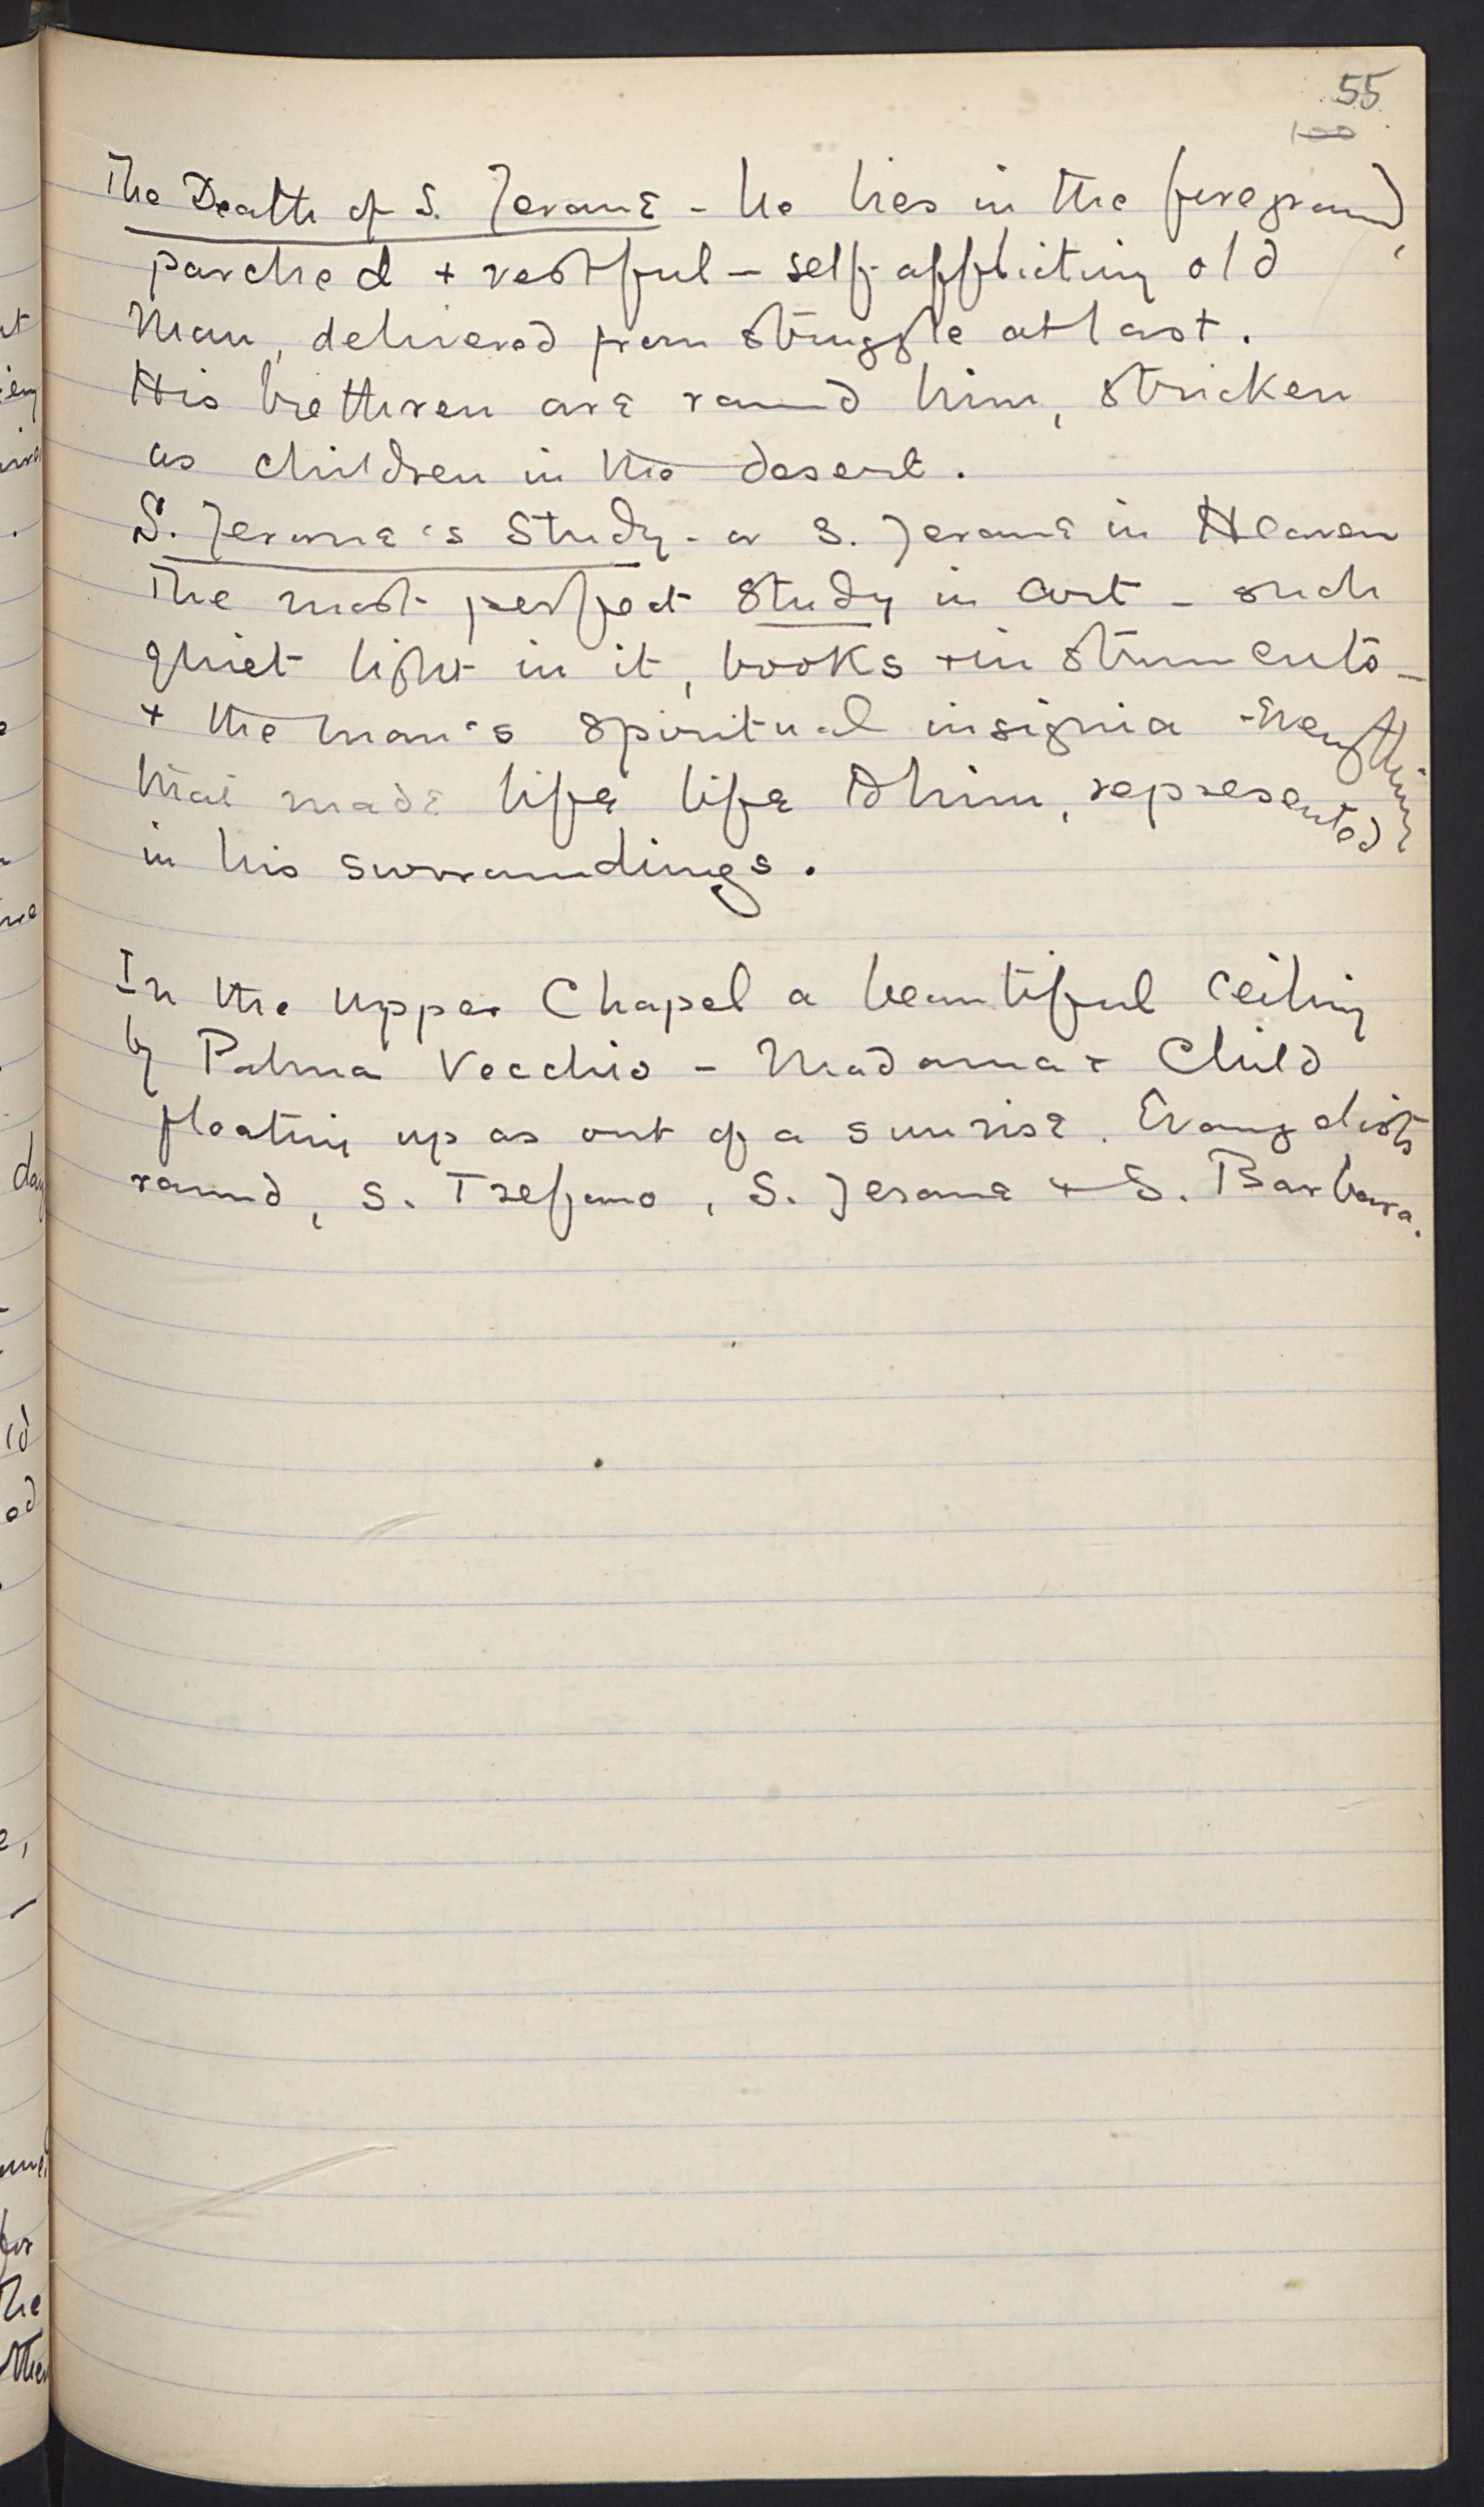 55
100
The Death of S. Jerome - he lies in the foreground,
parched + restful - self-afflicting old
Man, delivered from struggle at last.
His brethren are round him, stricken
as children in the desert.
S. Jerome's Study - or S. Jerome in Heaven
The most perfect Study in Art - such
quiet light in it, books + instruments -
+ the man's spiritual insignia - Everything
that made life life to him, represented
in his surroundings.
In the Upper Chapel a beautiful ceiling
by Palma Vecchio - Madonna + Child
floating up as out of a sunrise. Evangelists
round, S. Trefano, S. Jerome + S. Barbara.